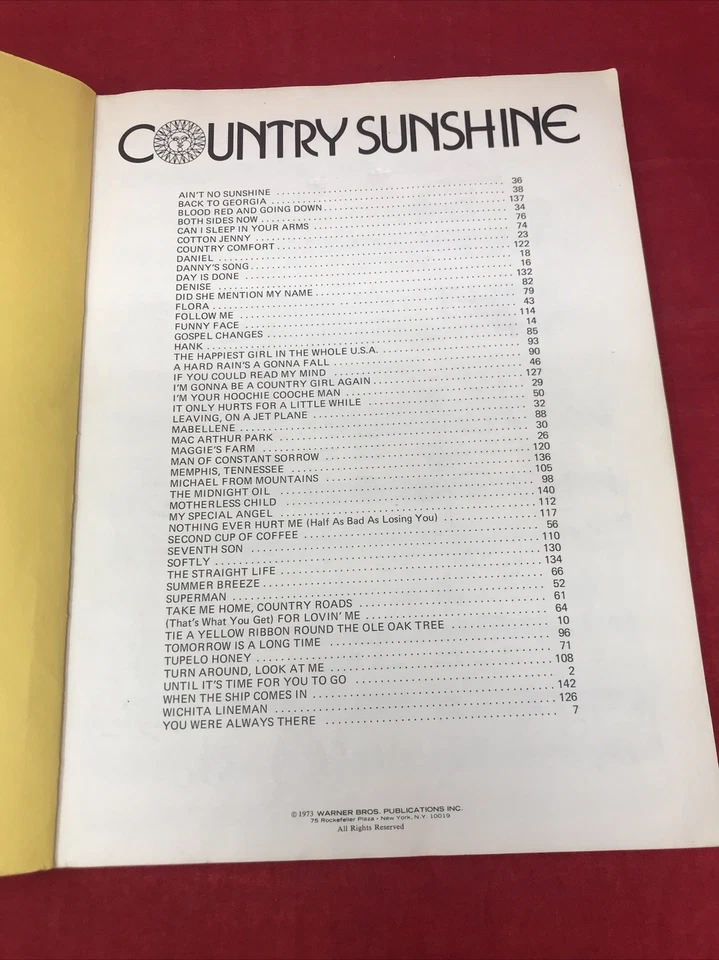 COUNTRY SUNSHINE
AIN'T NO SUNSHINE 36
BACK TO GEORGIA 38
BLOOD RED AND GOING DOWN 137
BOTH SIDES NOW 34
CAN I SLEEP IN YOUR ARMS 76
COTTON JENNY 74
COUNTRY COMFORT 23
DANIEL 122
DANNY'S SONG 18
DAY IS DONE 16
DENISE 132
DID SHE MENTION MY NAME 82
FLORA 79
FOLLOW ME 43
FUNNY FACE 114
GOSPEL CHANGES 14
HANK 85
THE HAPPIEST GIRL IN THE WHOLE U.S.A. 93
A HARD RAIN'S A GONNA FALL 90
IF YOU COULD READ MY MIND 46
I'M GONNA BE A COUNTRY GIRL AGAIN 127
I'M YOUR HOOCHIE COOCHE MAN 29
IT ONLY HURTS FOR A LITTLE WHILE 50
LEAVING, ON A JET PLANE 32
MABELLENE 88
MAC ARTHUR PARK 30
MAGGIE'S FARM 26
MAN OF CONSTANT SORROW 120
MEMPHIS, TENNESSEE 136
MICHAEL FROM MOUNTAINS 105
THE MIDNIGHT OIL 98
MOTHERLESS CHILD 140
MY SPECIAL ANGEL 112
NOTHING EVER HURT ME (Half As Bad As Losing You) 117
SECOND CUP OF COFFEE 56
SEVENTH SON 110
SOFTLY 130
THE STRAIGHT LIFE 134
SUMMER BREEZE 66
SUPERMAN 52
TAKE ME HOME, COUNTRY ROADS 61
(That's What You Get) FOR LOVIN' ME 64
TIE A YELLOW RIBBON ROUND THE OLE OAK TREE 10
TOMORROW IS A LONG TIME 96
TUPELO HONEY 71
TURN AROUND, LOOK AT ME 108
UNTIL IT'S TIME FOR YOU TO GO 2
WHEN THE SHIP COMES IN 142
WICHITA LINEMAN 126
YOU WERE ALWAYS THERE 7
© 1973 WARNER BROS. PUBLICATIONS INC.
75 Rockefeller Plaza - New York, N.Y. 10019
All Rights Reserved